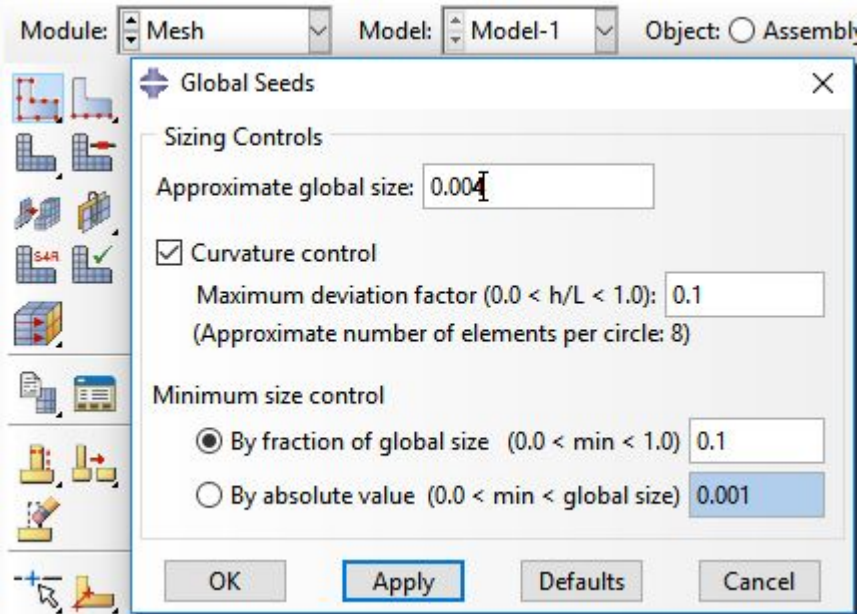 Module: Mesh Model: Model-1 Object: Assembly
Global Seeds
Sizing Controls
Approximate global size: 0.004
Curvature control
Maximum deviation factor (0.0 < h/L < 1.0): 0.1
(Approximate number of elements per circle: 8)
Minimum size control
By fraction of global size (0.0 < min < 1.0) 0.1
By absolute value (0.0 < min < global size) 0.001
OK Apply Defaults Cancel
S4R